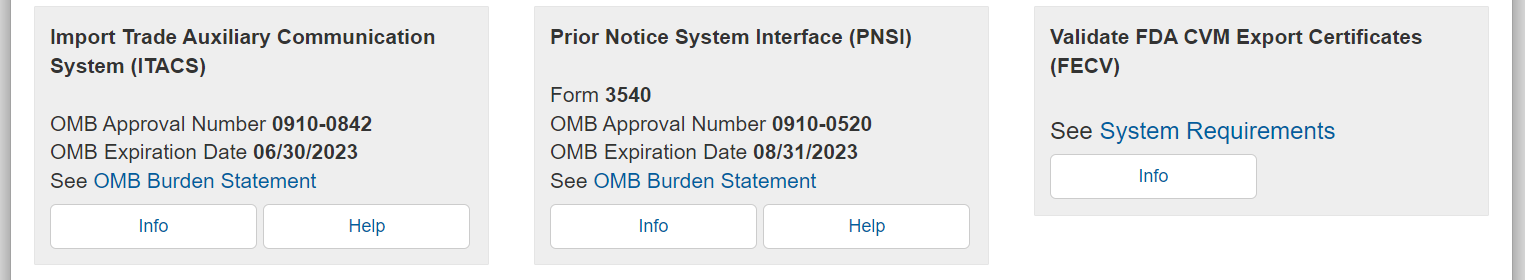 Import Trade Auxiliary Communication
System (ITACS)
OMB Approval Number 0910-0842
OMB Expiration Date 06/30/2023
See OMB Burden Statement
Info
Help
Prior Notice System Interface (PNSI)
Form 3540
OMB Approval Number 0910-0520
OMB Expiration Date 08/31/2023
See OMB Burden Statement
Info
Help
Validate FDA CVM Export Certificates
(FECV)
See System Requirements
Info